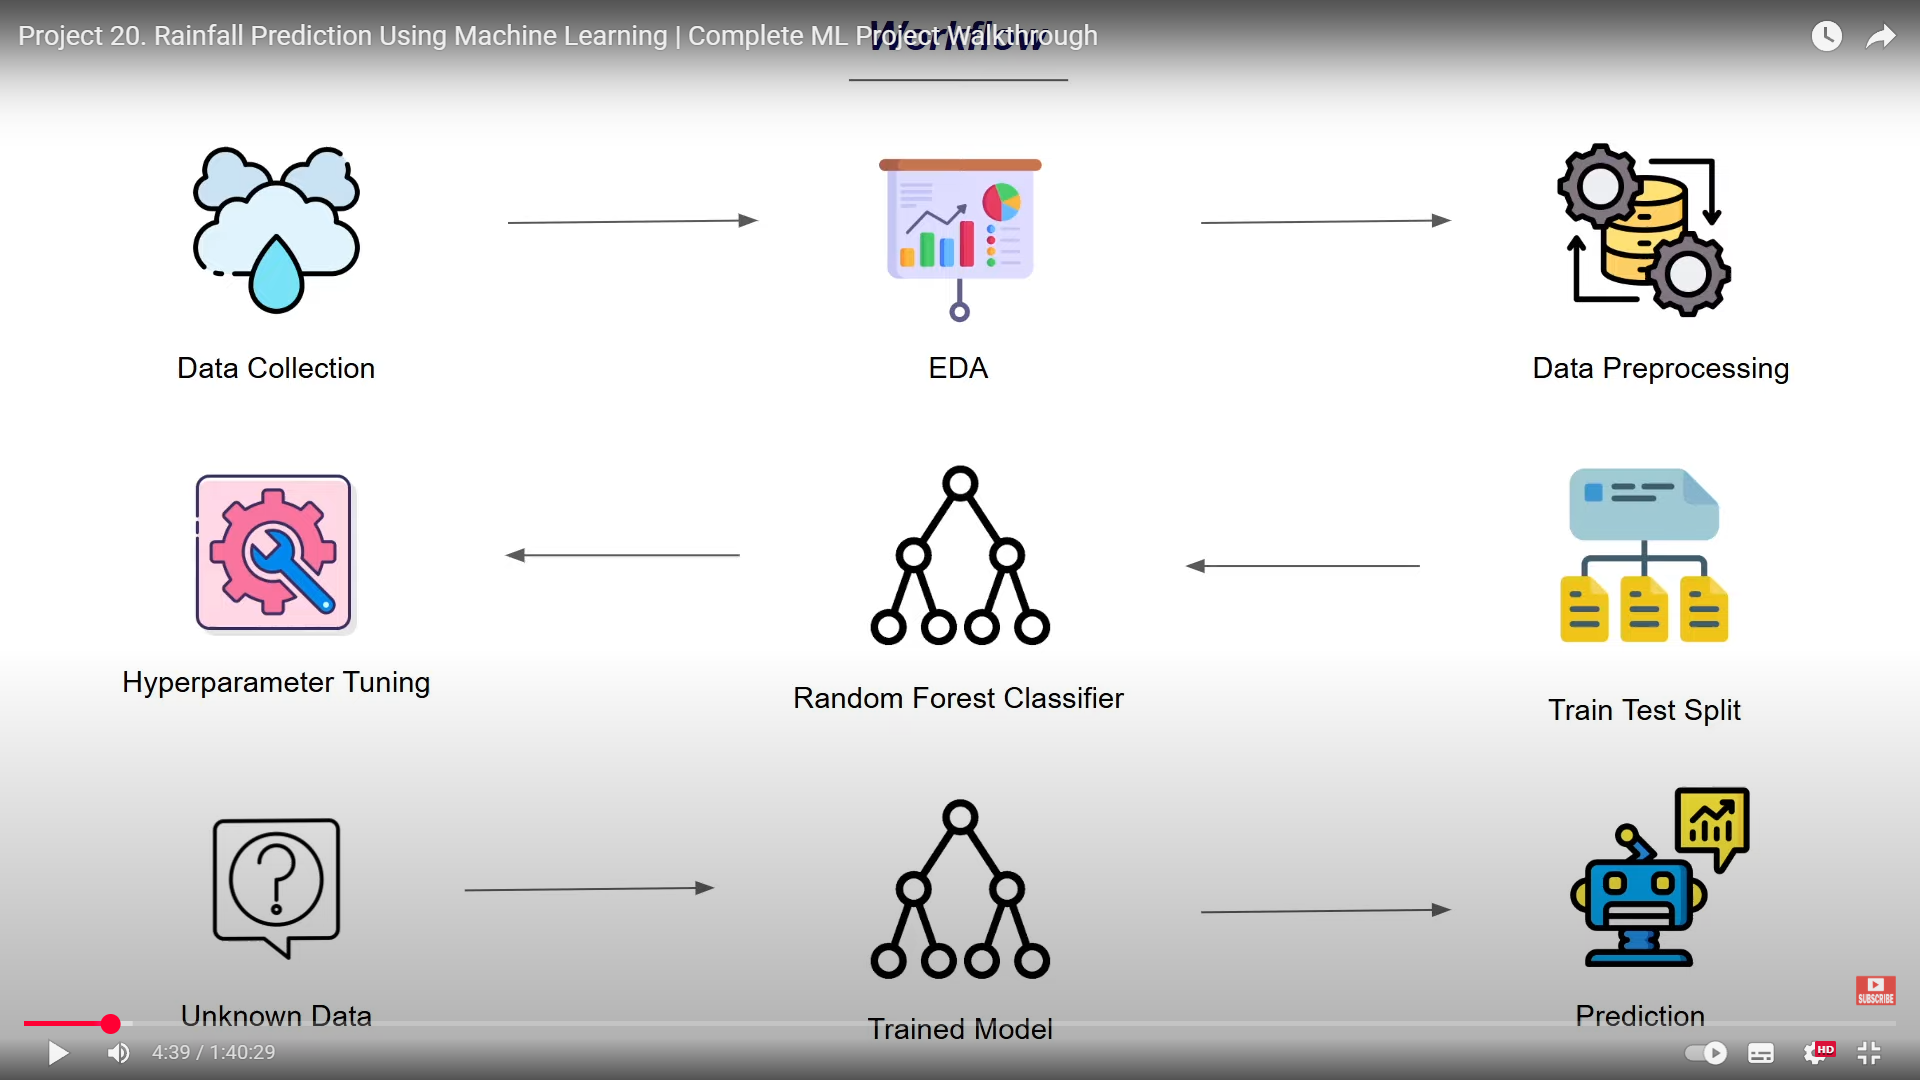 Project 20. Rainfall Prediction Using Machine Learning | Complete ML Project Walkthrough
Workflow
Data Collection
EDA
Data Preprocessing
Hyperparameter Tuning
Random Forest Classifier
Train Test Split
Unknown Data
Trained Model
Prediction
SUBSCRIBE
4:39 / 1:40:29
HD